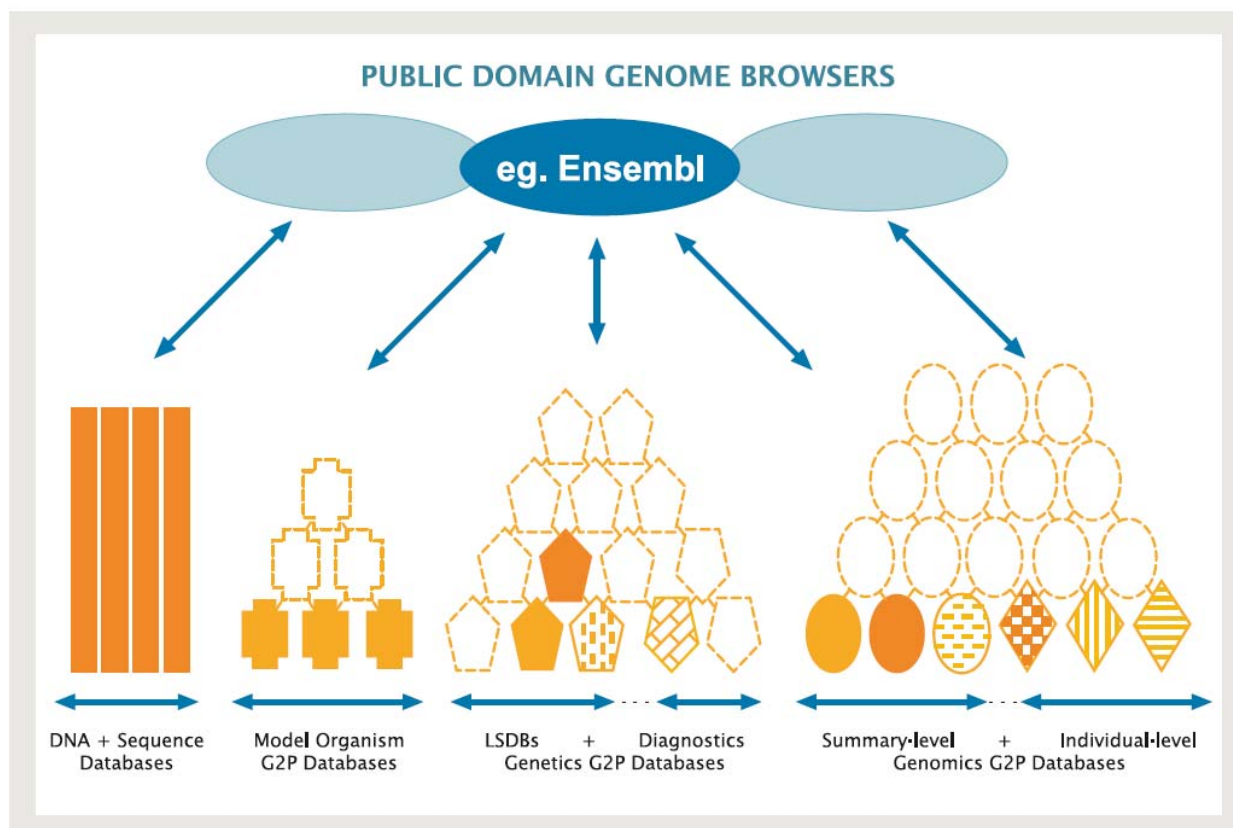 PUBLIC DOMAIN GENOME BROWSERS
eg. Ensembl
DNA + Sequence
Databases
Model Organism
G2P Databases
LSDBs + Diagnostics
Genetics G2P Databases
Summary-level + Individual-level
Genomics G2P Databases